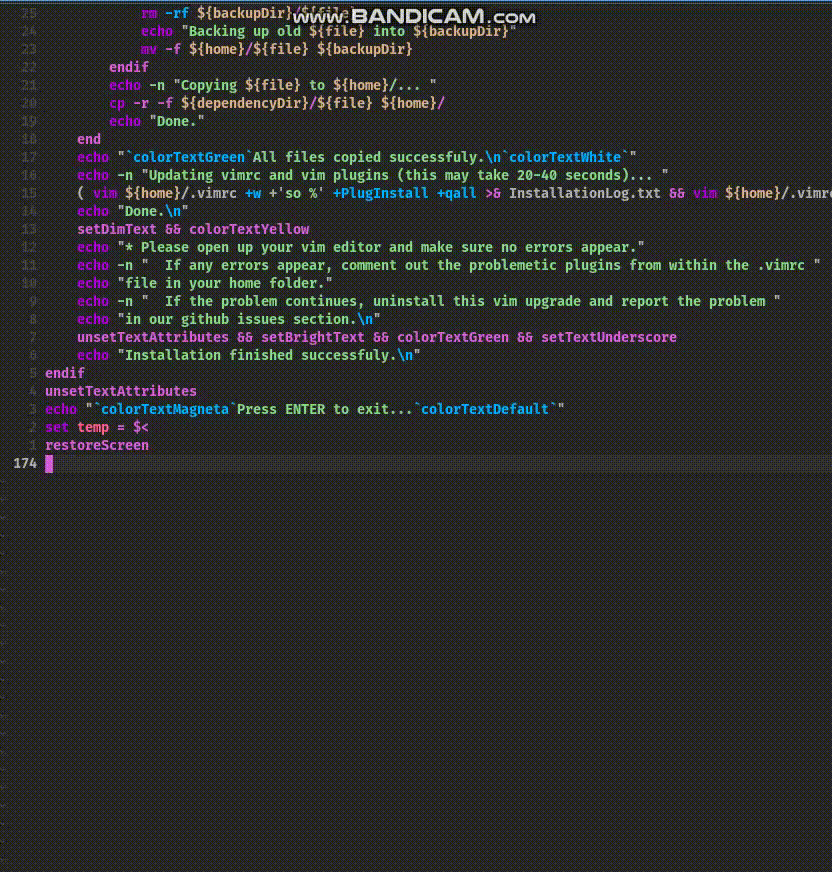 www.BANDICAM.com
25 rm -rf ${backupDir}/${file}
24 echo "Backing up old ${file} into ${backupDir}"
23 mv -f ${home}/${file} ${backupDir}
22 endif
21 echo -n "Copying ${file} to ${home}/... "
20 cp -r -f ${dependencyDir}/${file} ${home}/
19 echo "Done."
18 end
17 echo "`colorTextGreen`All files copied successfuly.\n`colorTextWhite`"
16 echo -n "Updating vimrc and vim plugins (this may take 20-40 seconds)... "
15 ( vim ${home}/.vimrc +w +'so %' +PlugInstall +qall >& InstallationLog.txt && vim ${home}/.vimr
14 echo "Done.\n"
13 setDimText && colorTextYellow
12 echo "* Please open up your vim editor and make sure no errors appear."
11 echo -n "  If any errors appear, comment out the problemetic plugins from within the .vimrc "
10 echo "file in your home folder."
9 echo -n "  If the problem continues, uninstall this vim upgrade and report the problem "
8 echo "in our github issues section.\n"
7 unsetTextAttributes && setBrightText && colorTextGreen && setTextUnderscore
6 echo "Installation finished successfuly.\n"
5 endif
4 unsetTextAttributes
3 echo "`colorTextMagneta`Press ENTER to exit...`colorTextDefault`"
2 set temp = $<
1 restoreScreen
174